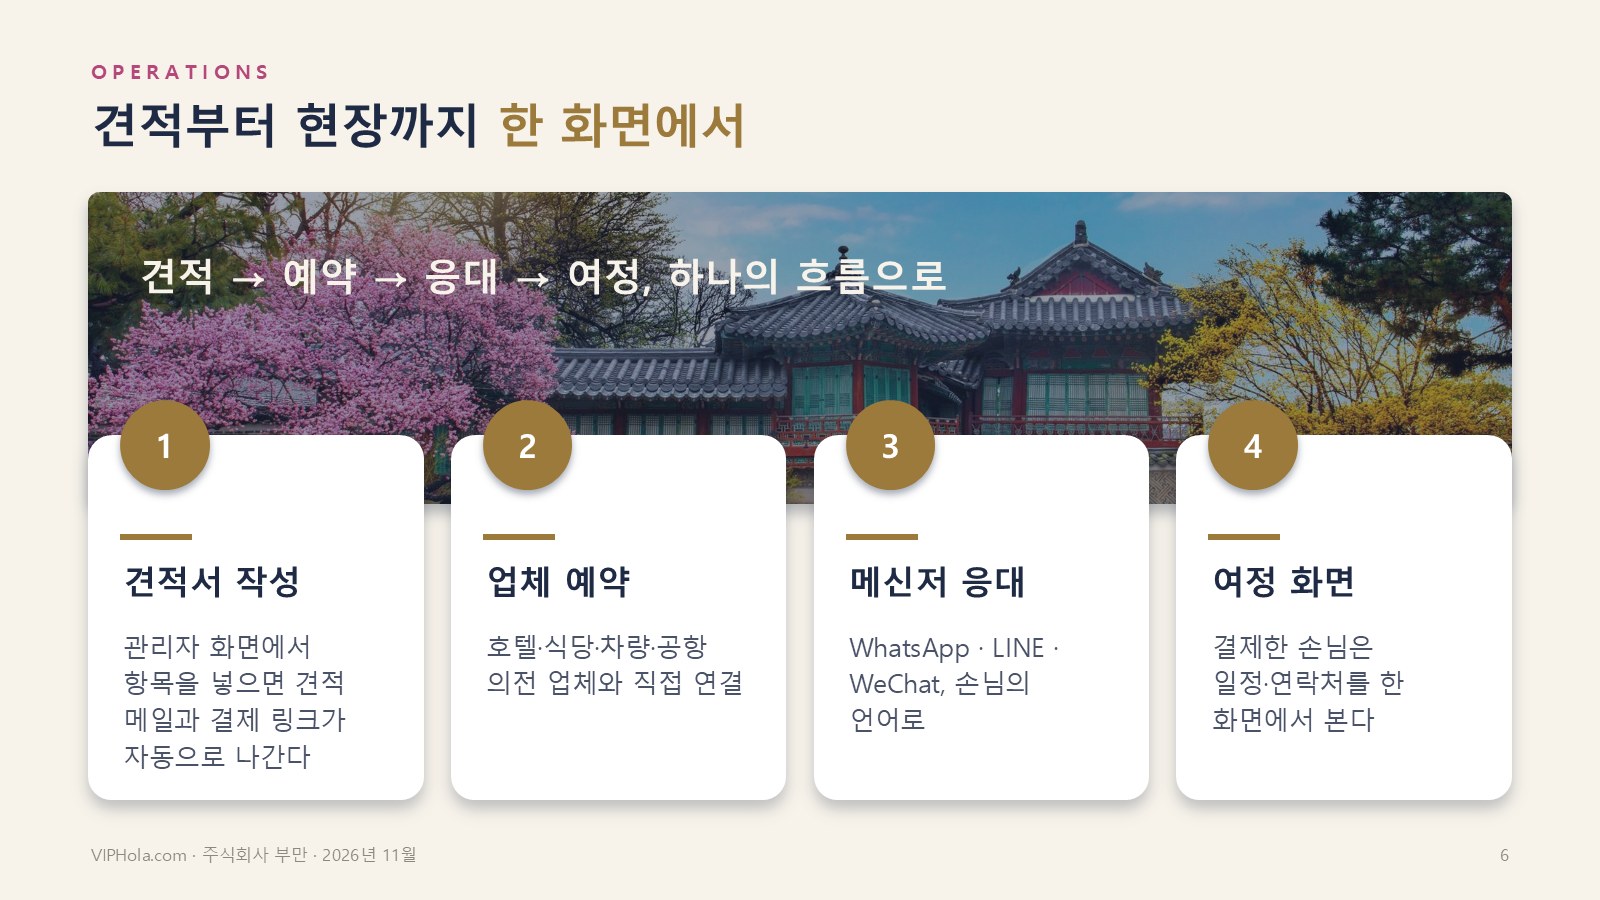 OPERATIONS
견적부터 현장까지 한 화면에서
견적 → 예약 → 응대 → 여정, 하나의 흐름으로
1
견적서 작성
관리자 화면에서
항목을 넣으면 견적
메일과 결제 링크가
자동으로 나간다
2
업체 예약
호텔·식당·차량·공항
의전 업체와 직접 연결
3
메신저 응대
WhatsApp · LINE ·
WeChat, 손님의
언어로
4
여정 화면
결제한 손님은
일정·연락처를 한
화면에서 본다
VIPHola.com · 주식회사 부만 · 2026년 11월
6